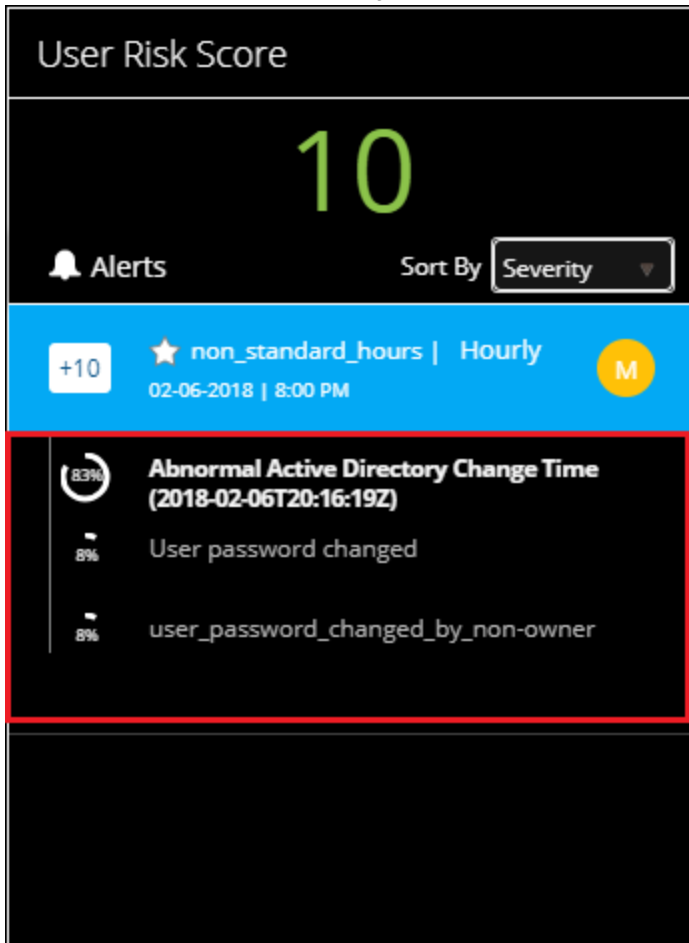 User Risk Score
10
Alerts Sort By Severity
+10 non_standard_hours | Hourly M
02-06-2018 | 8:00 PM
83% Abnormal Active Directory Change Time
(2018-02-06T20:16:19Z)
8% User password changed
8% user_password_changed_by_non-owner